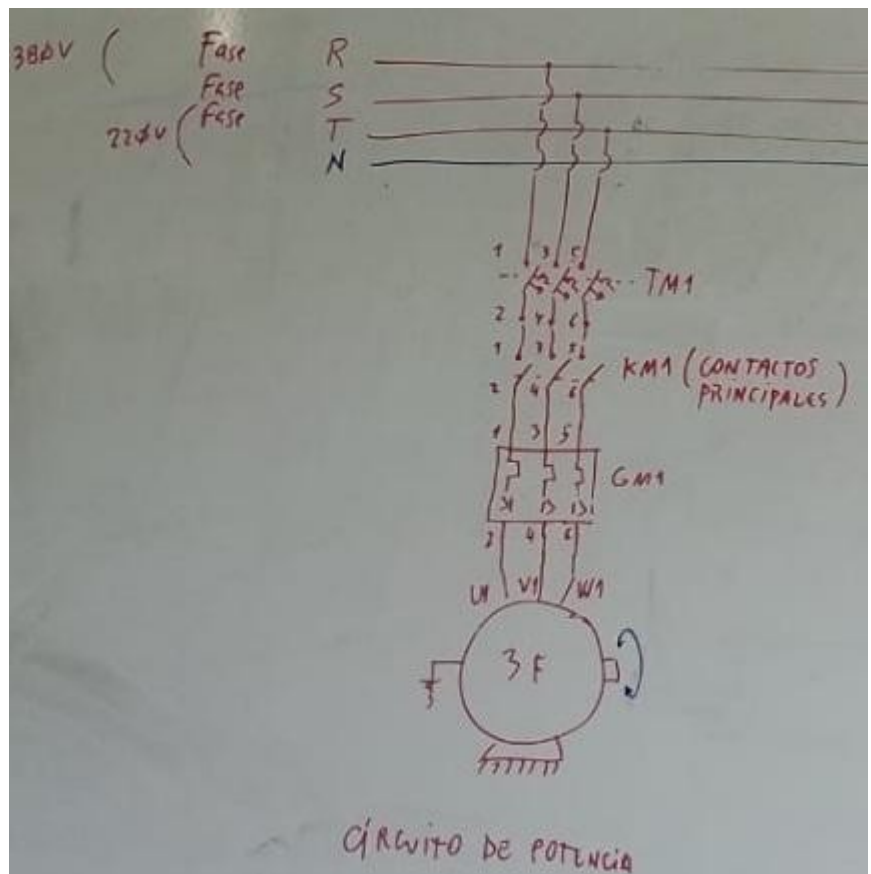 380V ( Fase R
Fase S
220V ( Fase T
N
1 3 5
TM1
2 4 6
1 3 5
KM1 (CONTACTOS
PRINCIPALES)
2 4 6
1 3 5
GM1
2 4 6
U1 V1 W1
3F
CIRCUITO DE POTENCIA